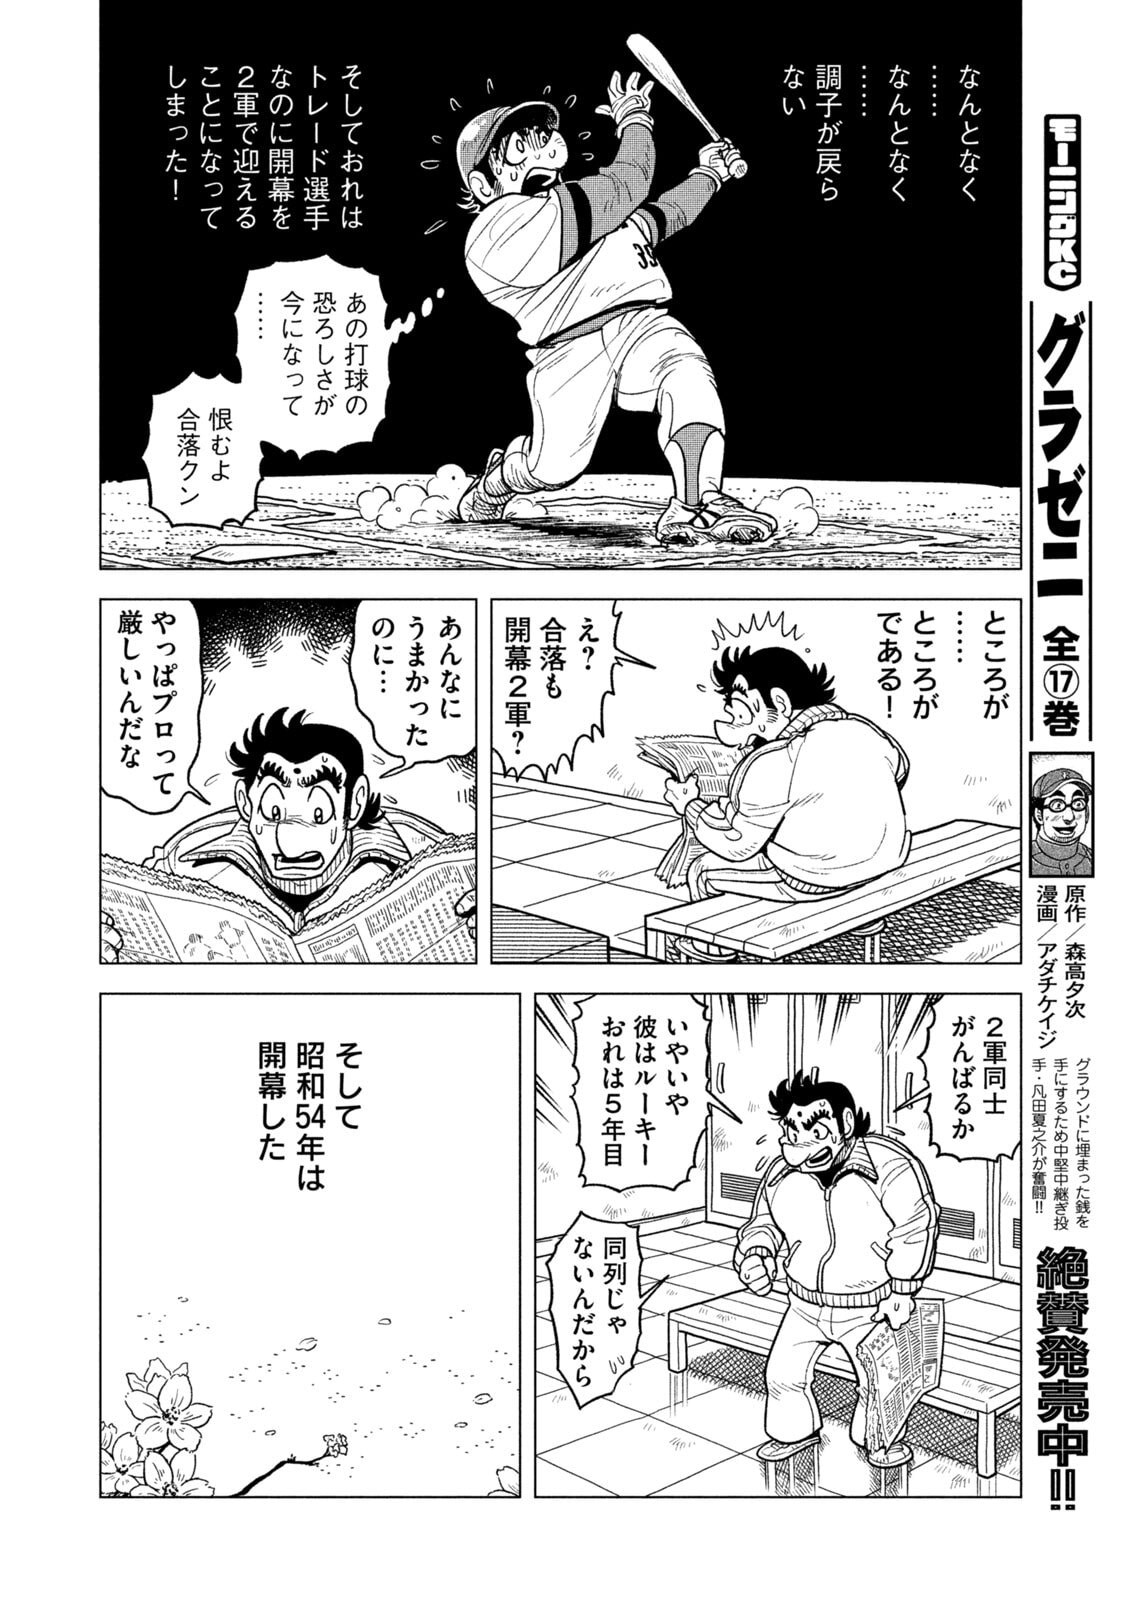 なんとなく
……
なんとなく
……
調子が戻ら
ない
そしておれは
トレード選手
なのに開幕を
２軍で迎える
ことになって
しまった！
あの打球の
恐ろしさが
今になって
……
恨むよ
合落クン
39
ところが
……
ところが
である！
え？
合落も
開幕２軍？
あんなに
うまかった
のに…
やっぱプロって
厳しいんだな
２軍同士
がんばるか
いやいや
彼はルーキー
おれは５年目
同列じゃ
ないんだから
そして
昭和54年は
開幕した
モーニングKC
グラゼニ 全⑰巻
原作／森高夕次
漫画／アダチケイジ
グラウンドに埋まった銭を
手にするため中堅中継ぎ投
手・凡田夏之介が奮闘!!
絶賛発売中!!